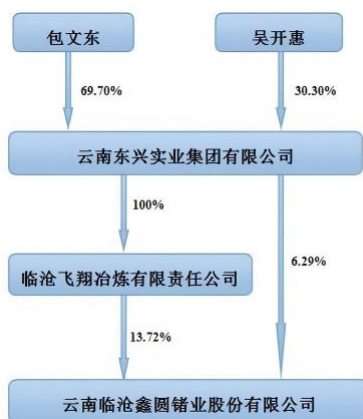 包文东
吴开惠
69.70%
30.30%
云南东兴实业集团有限公司
100%
6.29%
临沧飞翔冶炼有限责任公司
13.72%
云南临沧鑫圆锗业股份有限公司